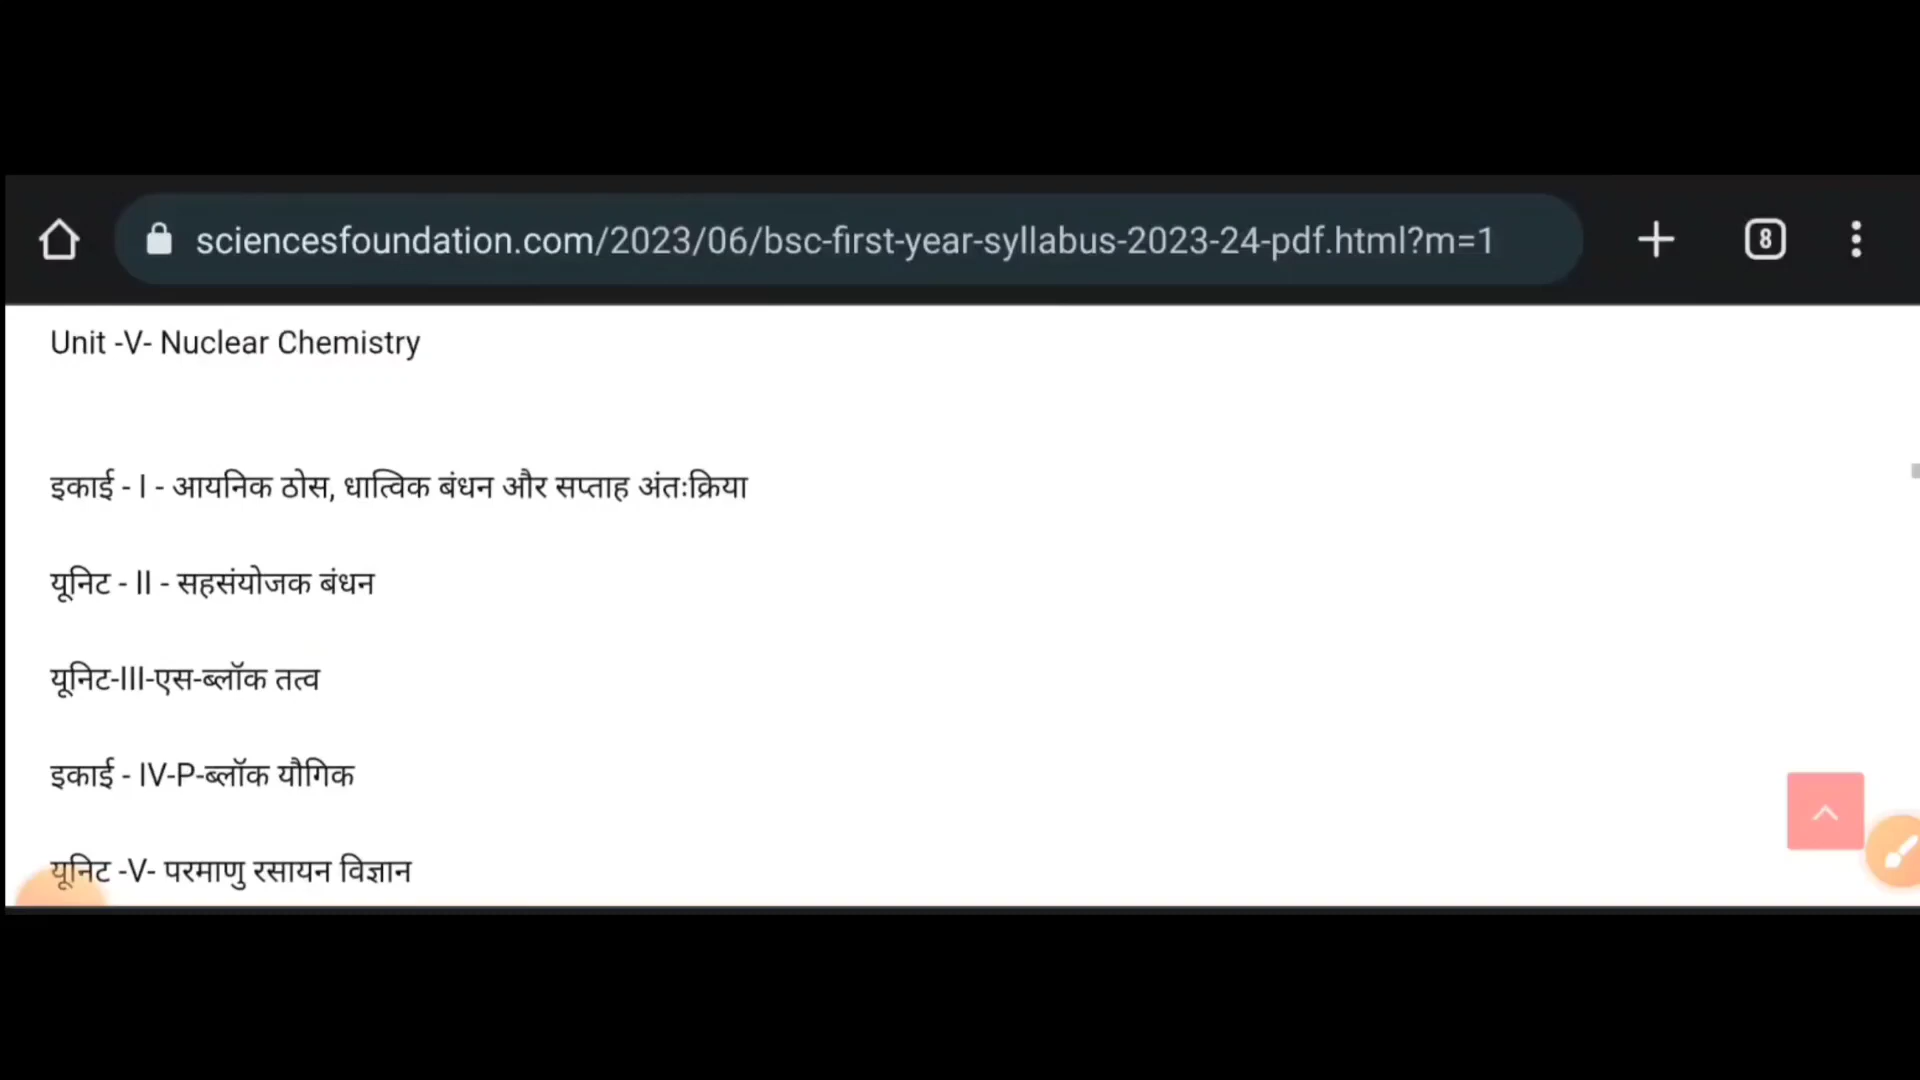 sciencesfoundation.com/2023/06/bsc-first-year-syllabus-2023-24-pdf.html?m=1
8
Unit -V- Nuclear Chemistry
इकाई - I - आयनिक ठोस, धात्विक बंधन और सप्ताह अंतःक्रिया
यूनिट - II - सहसंयोजक बंधन
यूनिट-III-एस-ब्लॉक तत्व
इकाई - IV-P-ब्लॉक यौगिक
यूनिट -V- परमाणु रसायन विज्ञान